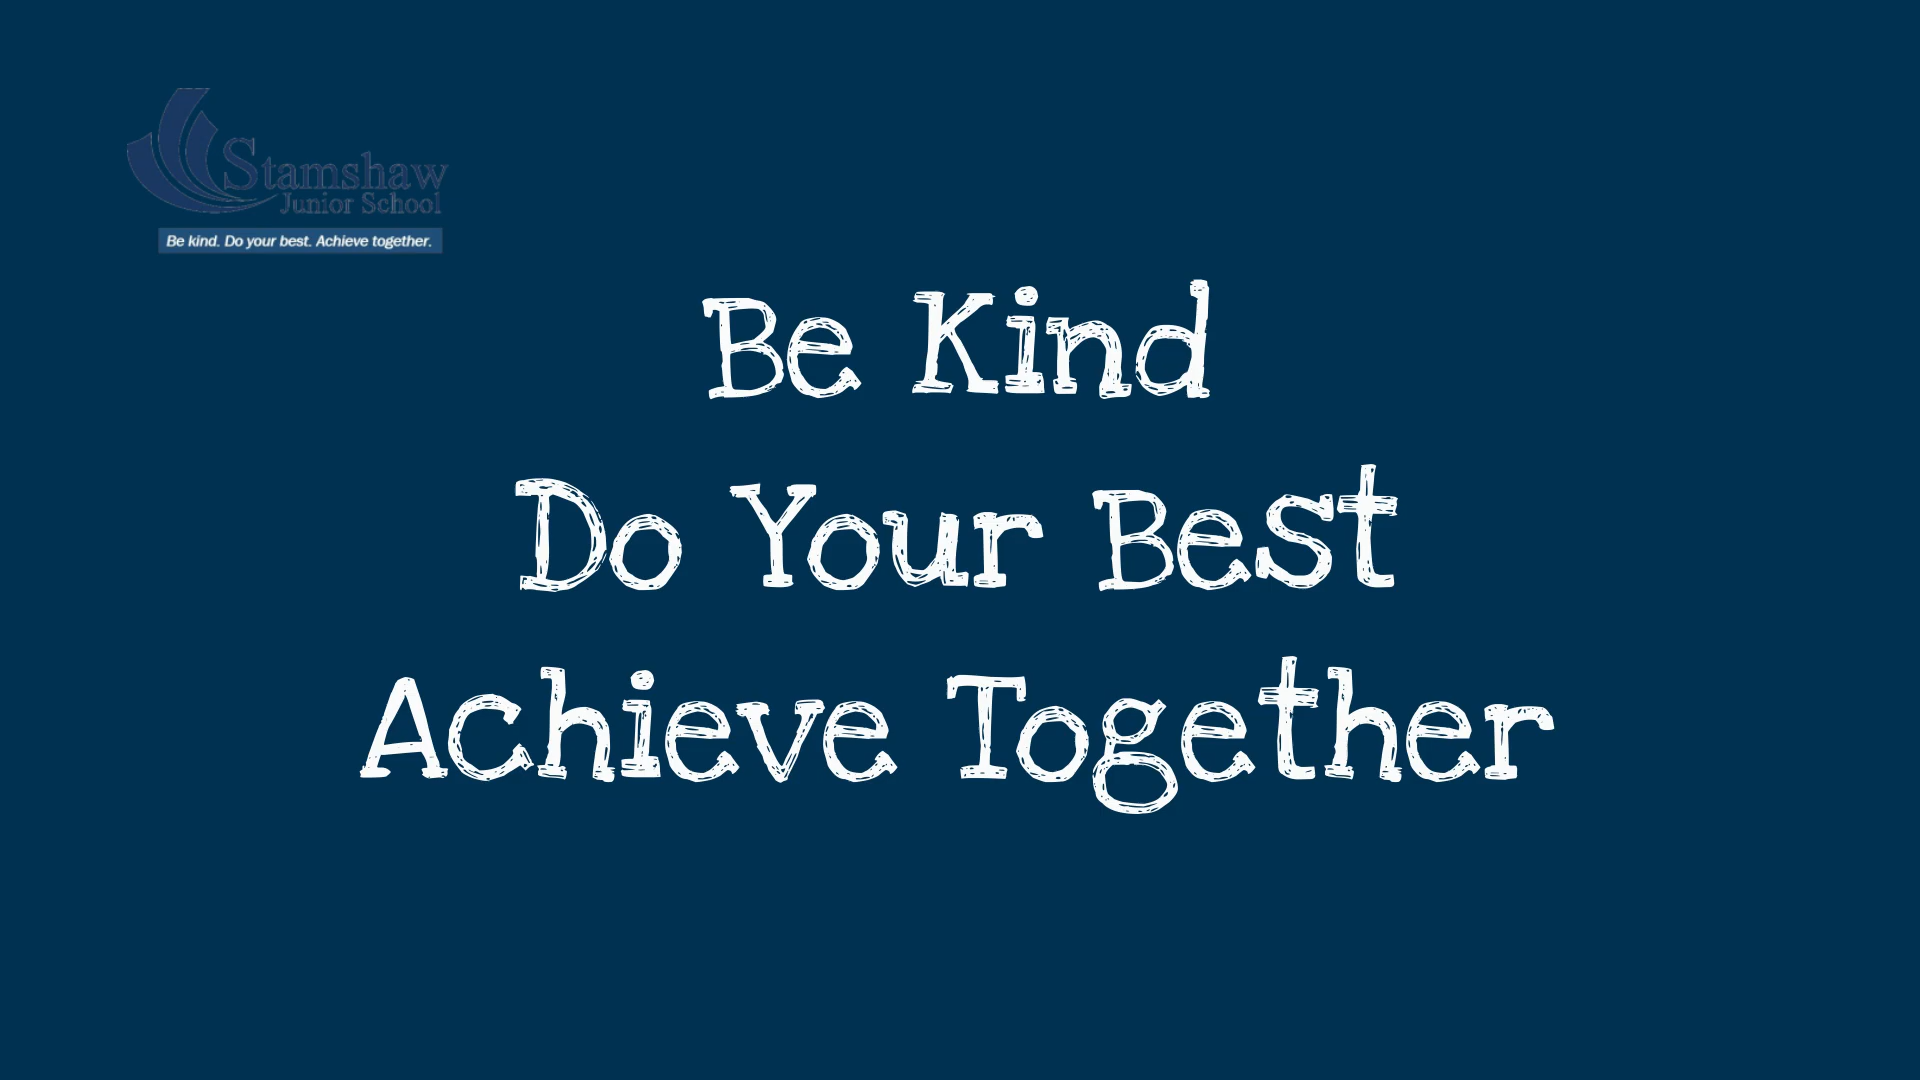 Stamshaw
Junior School
Be kind. Do your best. Achieve together.
Be Kind
Do Your Best
Achieve Together